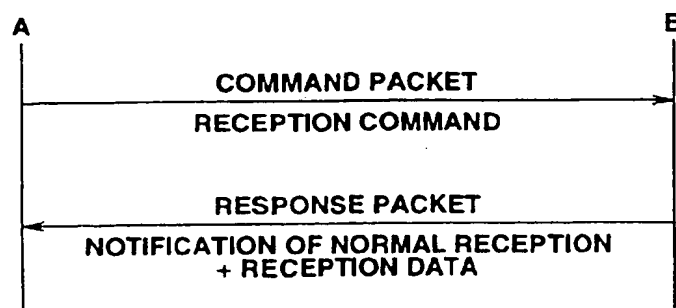 A
B
COMMAND PACKET
RECEPTION COMMAND
RESPONSE PACKET
NOTIFICATION OF NORMAL RECEPTION
+ RECEPTION DATA